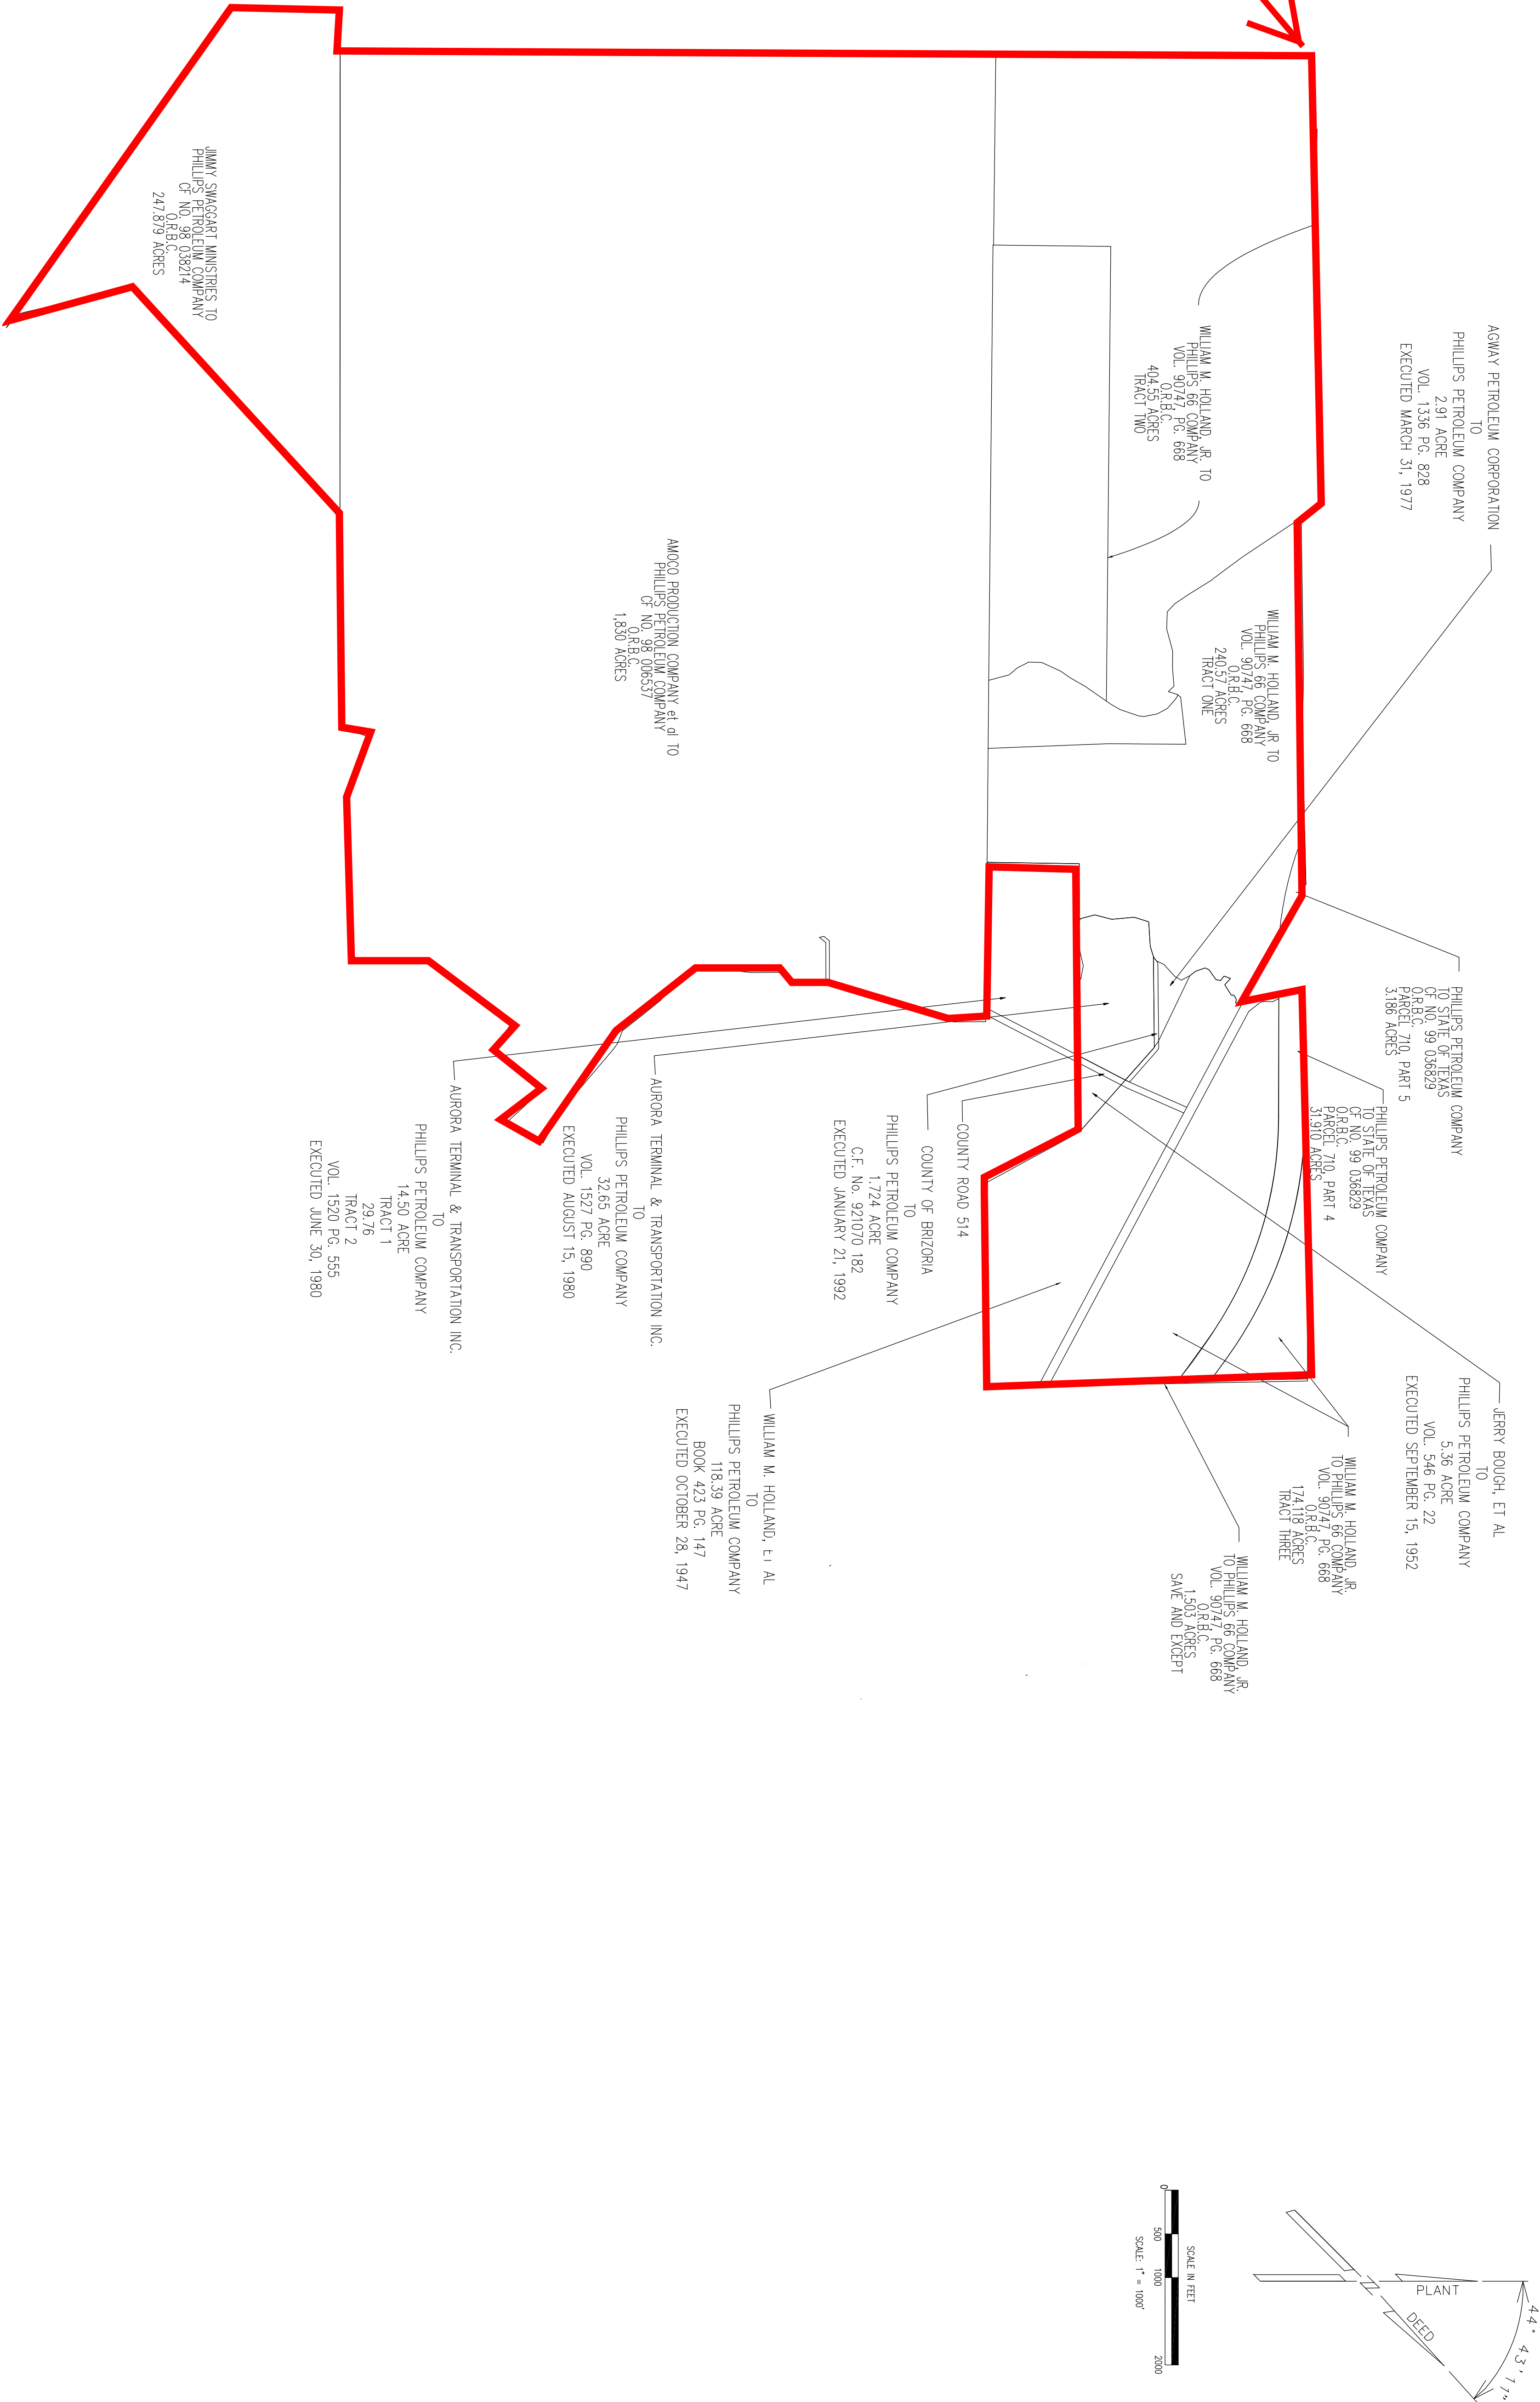 AGWAY PETROLEUM CORPORATION
TO
PHILLIPS PETROLEUM COMPANY
2.91 ACRE
VOL. 1336 PG. 828
EXECUTED MARCH 31, 1977
PHILLIPS PETROLEUM COMPANY
TO STATE OF TEXAS
CF NO. 99 036829
O.R.B.C.
PARCEL 710, PART 5
3.186 ACRES
PHILLIPS PETROLEUM COMPANY
TO STATE OF TEXAS
CF NO. 99 036829
O.R.B.C.
PARCEL 710, PART 4
31.910 ACRES
JERRY BOUGH, ET AL
TO
PHILLIPS PETROLEUM COMPANY
5.36 ACRE
VOL. 546 PG. 22
EXECUTED SEPTEMBER 15, 1952
WILLIAM M. HOLLAND, JR.
TO PHILLIPS 66 COMPANY
VOL. 90747, PG. 668
O.R.B.C.
174.118 ACRES
TRACT THREE
WILLIAM M. HOLLAND, JR.
TO PHILLIPS 66 COMPANY
VOL. 90747, PG. 668
O.R.B.C.
1.503 ACRES
SAVE AND EXCEPT
WILLIAM M. HOLLAND, JR TO
PHILLIPS 66 COMPANY
VOL. 90747, PG. 668
O.R.B.C.
240.57 ACRES
TRACT ONE
WILLIAM M. HOLLAND, JR. TO
PHILLIPS 66 COMPANY
VOL. 90747, PG. 668
O.R.B.C.
404.55 ACRES
TRACT TWO
COUNTY ROAD 514
COUNTY OF BRIZORIA
TO
PHILLIPS PETROLEUM COMPANY
1.724 ACRE
C.F. No. 921070 182
EXECUTED JANUARY 21, 1992
WILLIAM M. HOLLAND, ET AL
TO
PHILLIPS PETROLEUM COMPANY
118.39 ACRE
BOOK 423 PG. 147
EXECUTED OCTOBER 28, 1947
AMOCO PRODUCTION COMPANY et al TO
PHILLIPS PETROLEUM COMPANY
CF NO. 98 006537
O.R.B.C.
1,830 ACRES
AURORA TERMINAL & TRANSPORTATION INC.
TO
PHILLIPS PETROLEUM COMPANY
32.65 ACRE
VOL. 1527 PG. 890
EXECUTED AUGUST 15, 1980
AURORA TERMINAL & TRANSPORTATION INC.
TO
PHILLIPS PETROLEUM COMPANY
14.50 ACRE
TRACT 1
29.76
TRACT 2
VOL. 1520 PG. 555
EXECUTED JUNE 30, 1980
JIMMY SWAGGART MINISTRIES TO
PHILLIPS PETROLEUM COMPANY
CF NO. 98 038214
O.R.B.C.
247.879 ACRES
44° 43' 11"
PLANT
DEED
SCALE IN FEET
0 500 1000 2000
SCALE: 1" = 1000'